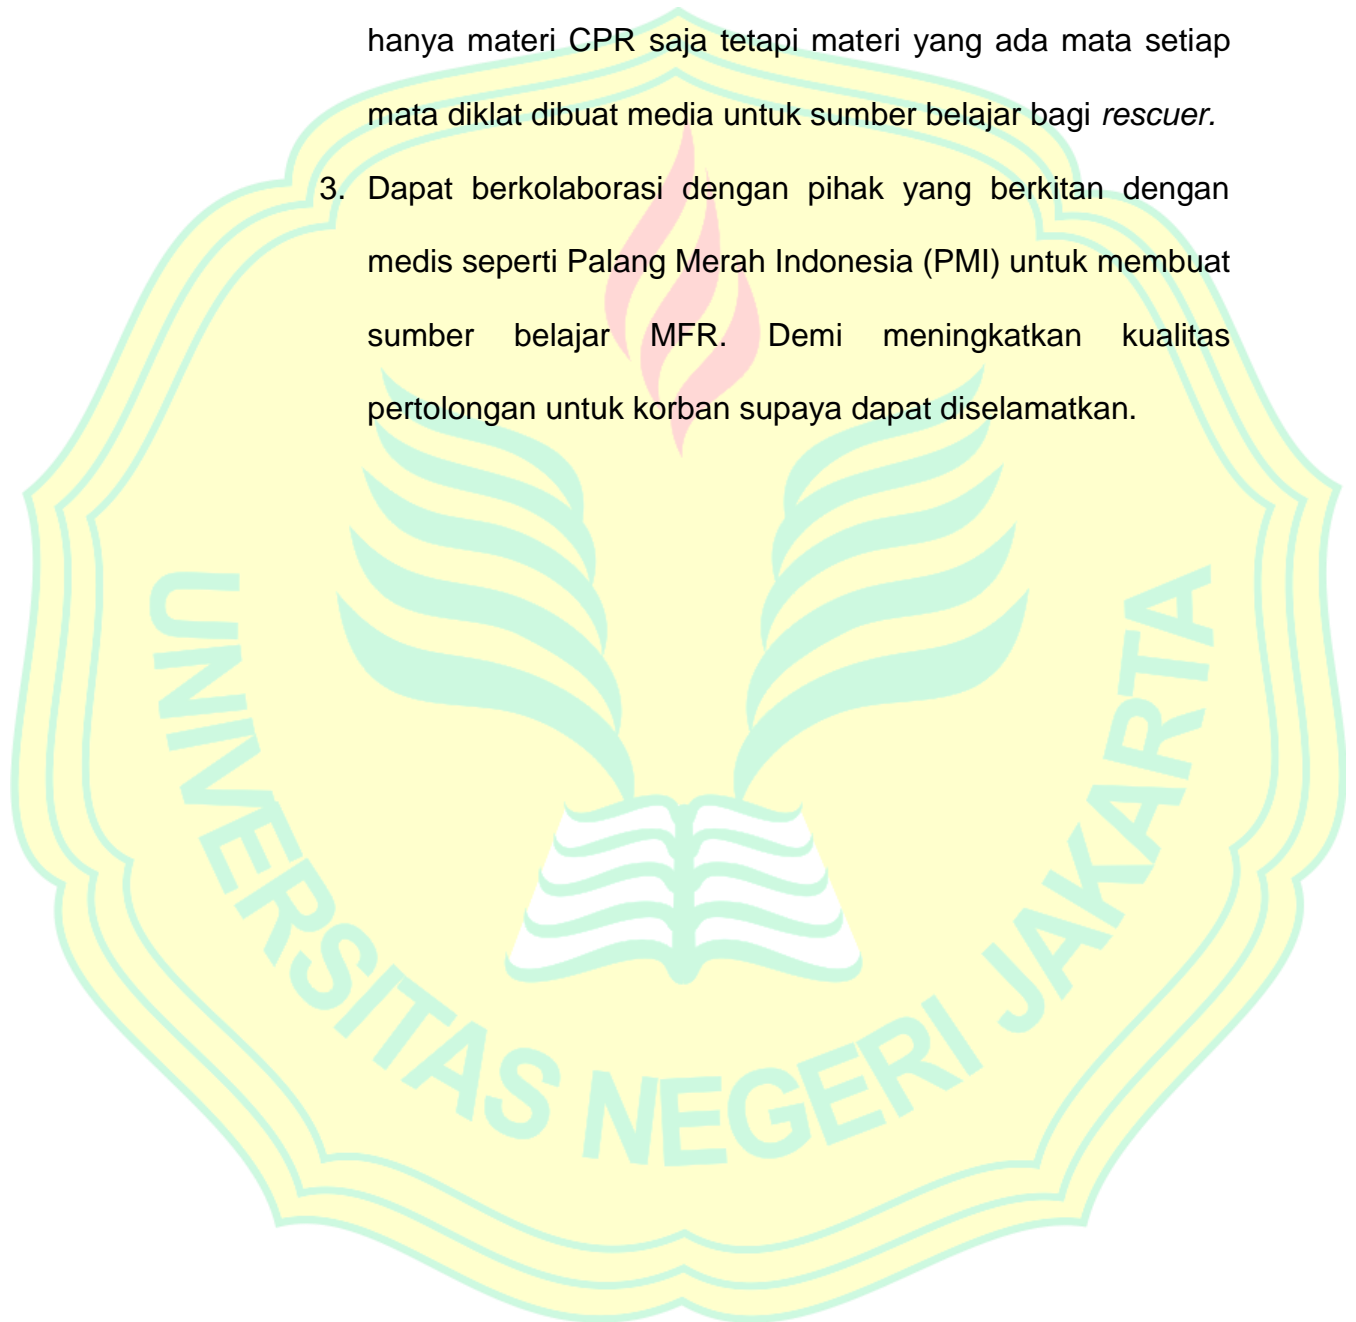 hanya materi CPR saja tetapi materi yang ada mata setiap
mata diklat dibuat media untuk sumber belajar bagi rescuer.
3. Dapat berkolaborasi dengan pihak yang berkitan dengan
medis seperti Palang Merah Indonesia (PMI) untuk membuat
sumber belajar MFR. Demi meningkatkan kualitas
pertolongan untuk korban supaya dapat diselamatkan.
UNIVERSITAS NEGERI JAKARTA